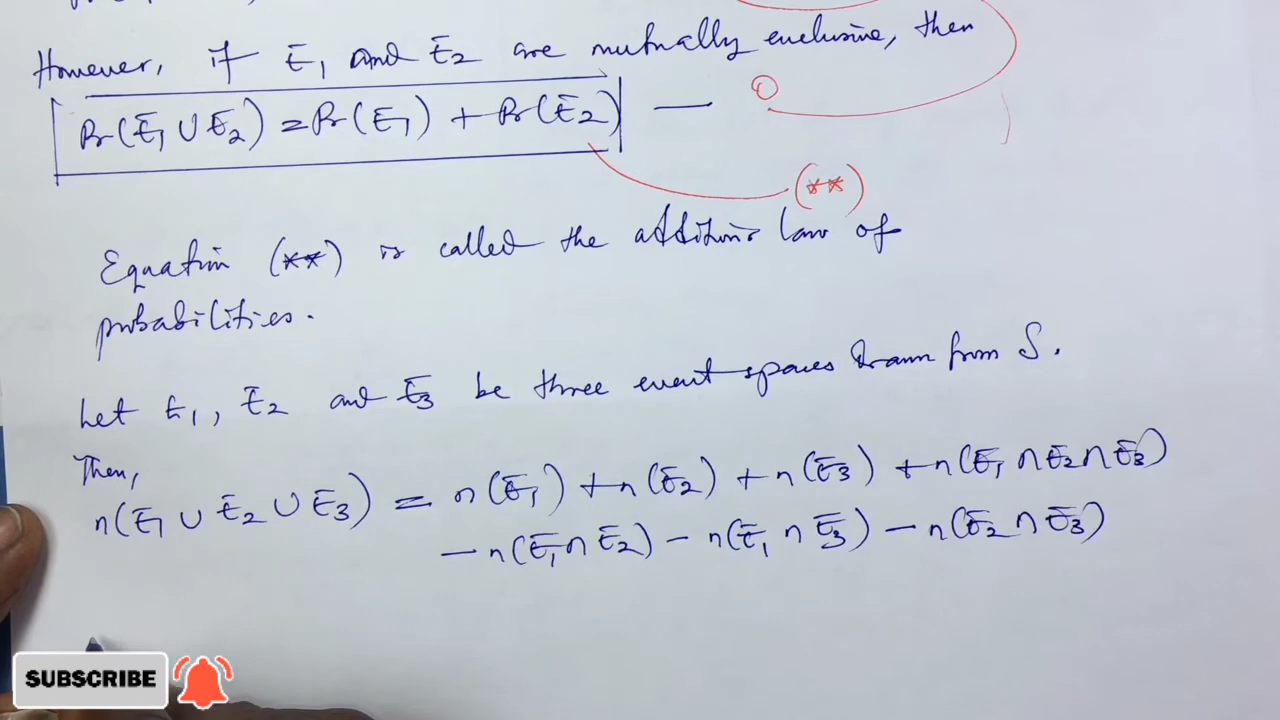 However, if E₁ and E₂ are mutually exclusive, then
Pr(E₁ ∪ E₂) = Pr(E₁) + Pr(E₂) —
(**)
Equation (**) is called the addition law of
probabilities.
Let E₁, E₂ and E₃ be three event spaces drawn from S.
Then,
n(E₁ ∪ E₂ ∪ E₃) = n(E₁) + n(E₂) + n(E₃) + n(E₁ ∩ E₂ ∩ E₃)
– n(E₁ ∩ E₂) – n(E₁ ∩ E₃) – n(E₂ ∩ E₃)
SUBSCRIBE